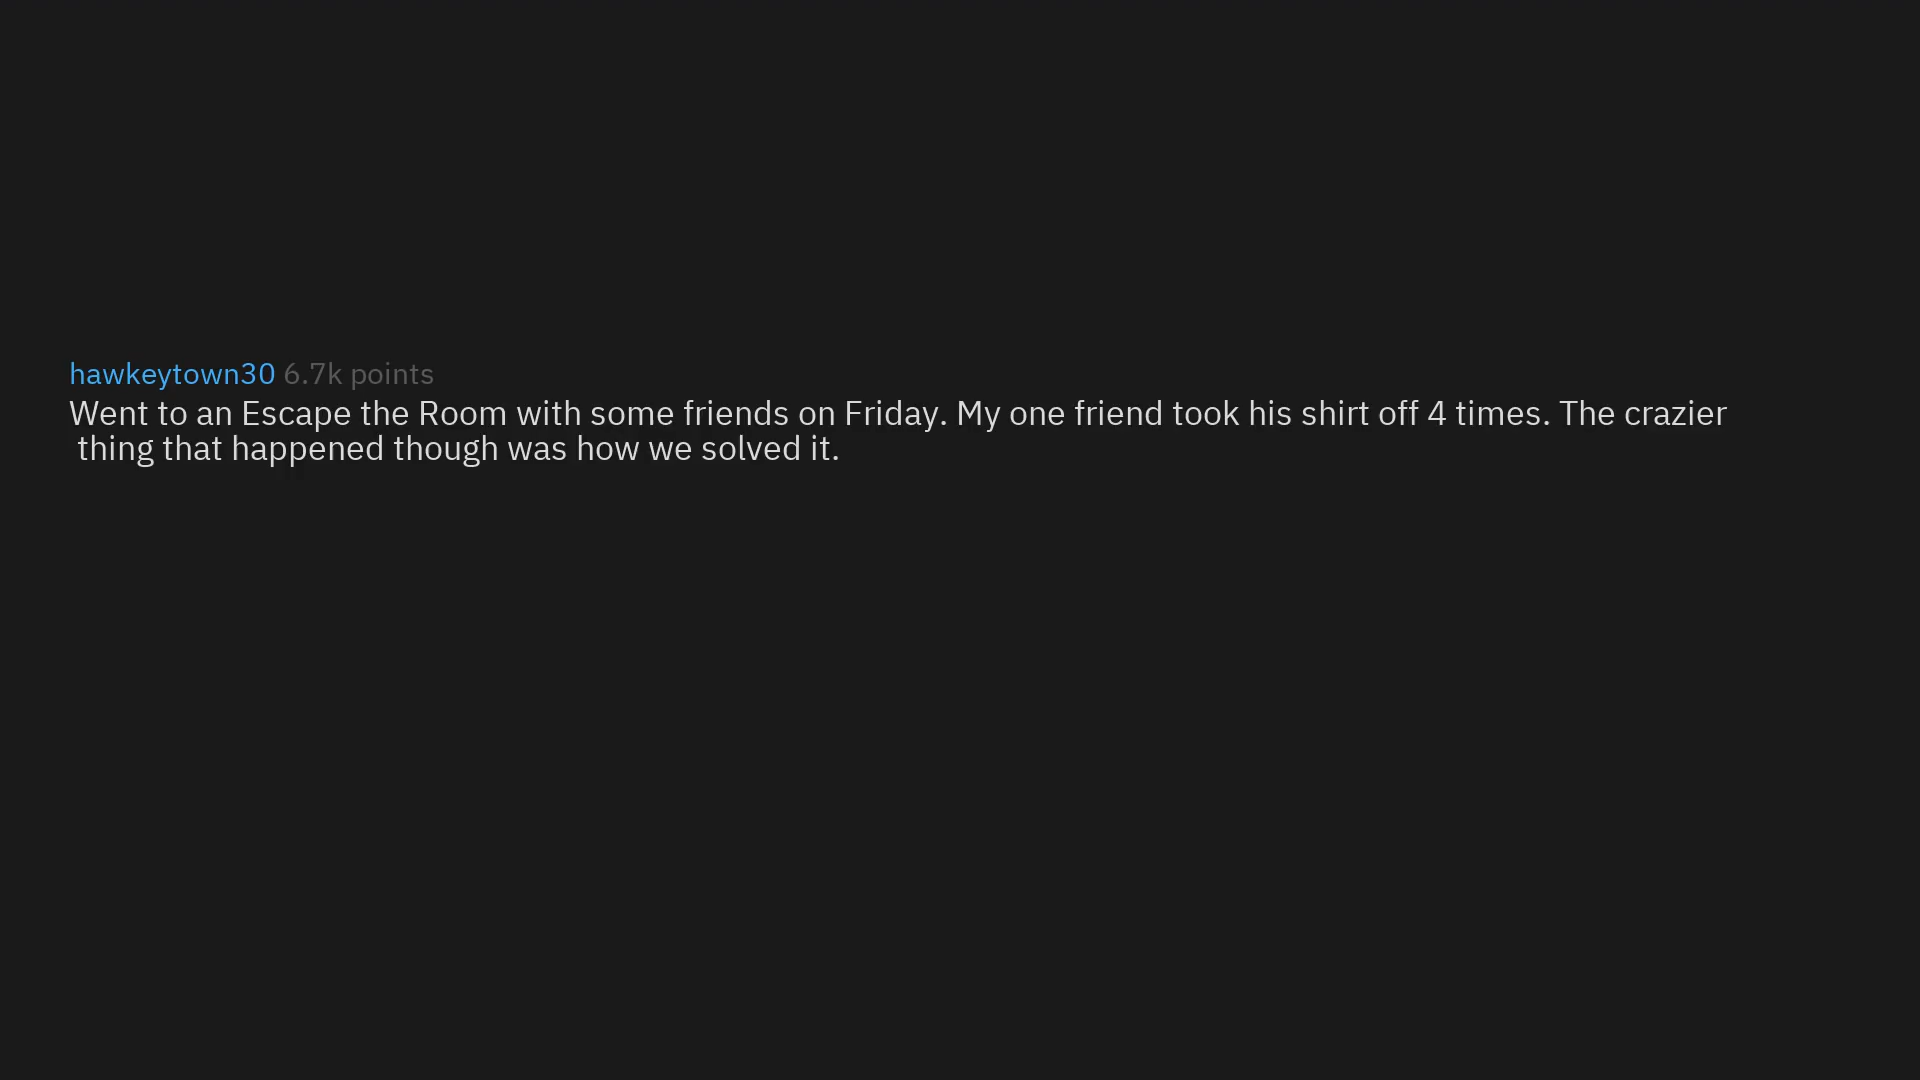 hawkeytown30 6.7k points
Went to an Escape the Room with some friends on Friday. My one friend took his shirt off 4 times. The crazier
thing that happened though was how we solved it.